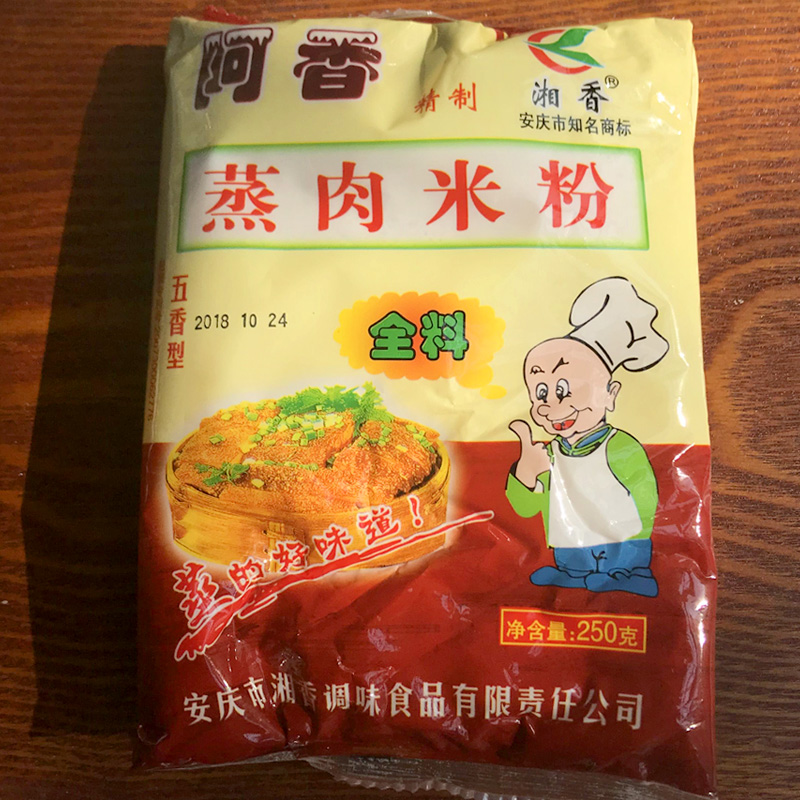 阿香
精制
湘香®
安庆市知名商标
蒸肉米粉
五香型
2018 10 24
全料
蒸的好味道！
净含量:250克
安庆市湘香调味食品有限责任公司